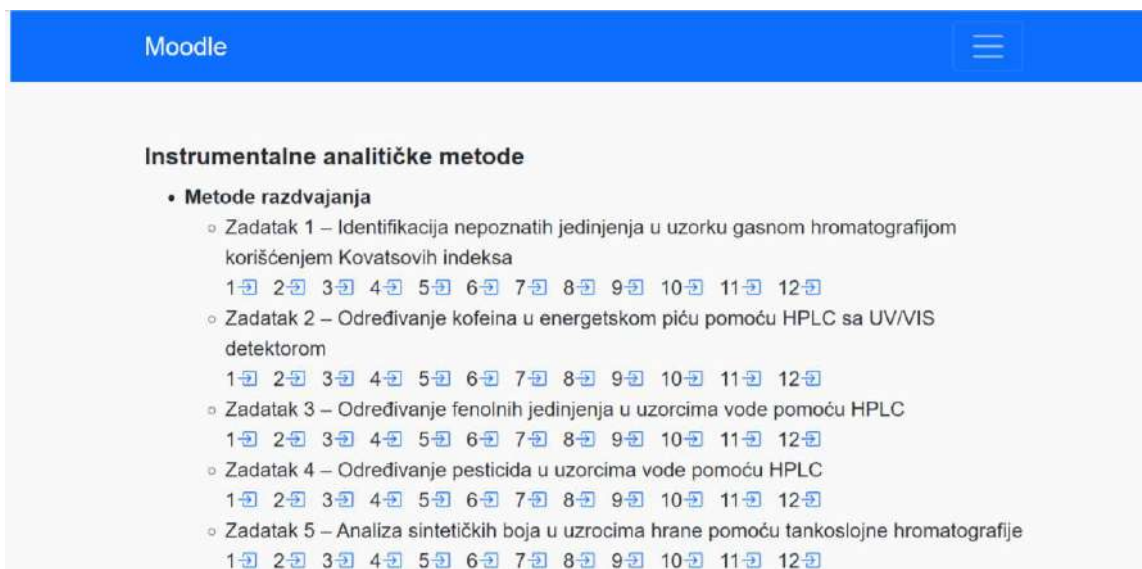 Moodle
Instrumentalne analitičke metode
Metode razdvajanja
Zadatak 1 – Identifikacija nepoznatih jedinjenja u uzorku gasnom hromatografijom
korišćenjem Kovatsovih indeksa
1 2 3 4 5 6 7 8 9 10 11 12
Zadatak 2 – Određivanje kofeina u energetskom piću pomoću HPLC sa UV/VIS
detektorom
1 2 3 4 5 6 7 8 9 10 11 12
Zadatak 3 – Određivanje fenolnih jedinjenja u uzorcima vode pomoću HPLC
1 2 3 4 5 6 7 8 9 10 11 12
Zadatak 4 – Određivanje pesticida u uzorcima vode pomoću HPLC
1 2 3 4 5 6 7 8 9 10 11 12
Zadatak 5 – Analiza sintetičkih boja u uzrocima hrane pomoću tankoslojne hromatografije
1 2 3 4 5 6 7 8 9 10 11 12